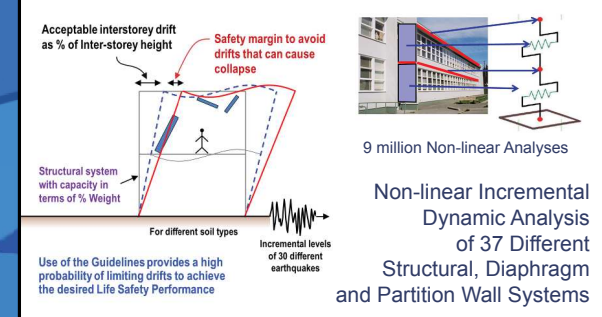 Acceptable interstorey drift
as % of Inter-storey height
Safety margin to avoid
drifts that can cause
collapse
Structural system
with capacity in
terms of % Weight
For different soil types
Incremental levels
of 30 different
earthquakes
Use of the Guidelines provides a high
probability of limiting drifts to achieve
the desired Life Safety Performance
9 million Non-linear Analyses
Non-linear Incremental
Dynamic Analysis
of 37 Different
Structural, Diaphragm
and Partition Wall Systems